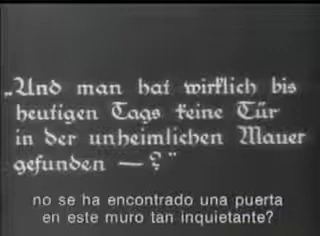 „Und man hat wirklich bis
heutigen Tags keine Tür
in der unheimlichen Mauer
gefunden — ?“
no se ha encontrado una puerta
en este muro tan inquietante?